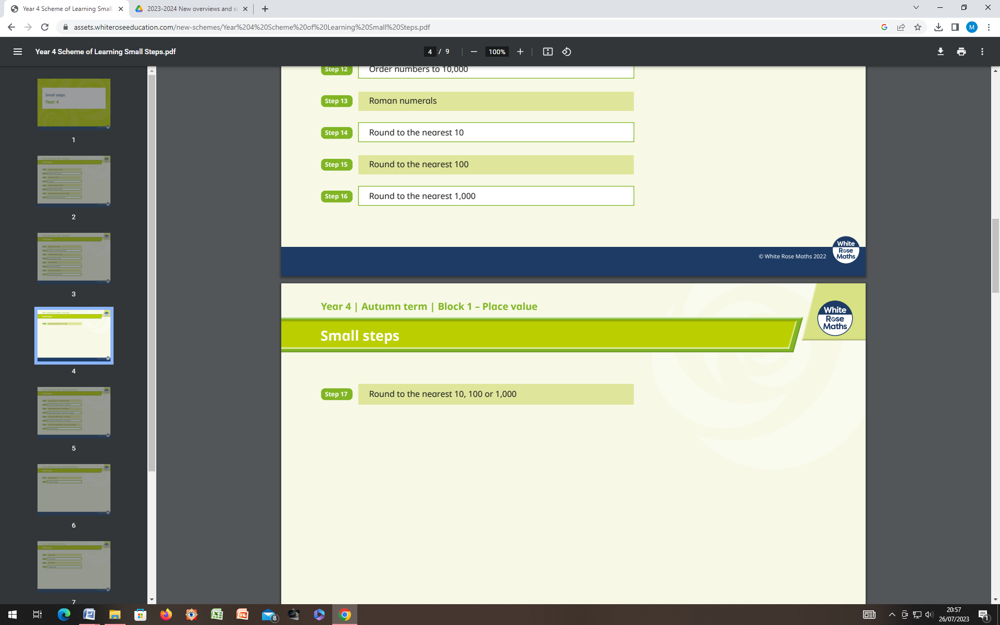 Year 4 Scheme of Learning Small
2023-2024 New overviews and s
assets.whiteroseeducation.com/new-schemes/Year%204%20Scheme%20of%20Learning%20Small%20Steps.pdf
M
Year 4 Scheme of Learning Small Steps.pdf
4 / 9
100%
Small steps
Year 4
1
2
3
4
5
6
7
Step 12 Order numbers to 10,000
Step 13 Roman numerals
Step 14 Round to the nearest 10
Step 15 Round to the nearest 100
Step 16 Round to the nearest 1,000
© White Rose Maths 2022
White
Rose
Maths
Year 4 | Autumn term | Block 1 – Place value
Small steps
White
Rose
Maths
Step 17 Round to the nearest 10, 100 or 1,000
8
20:57
26/07/2023
1